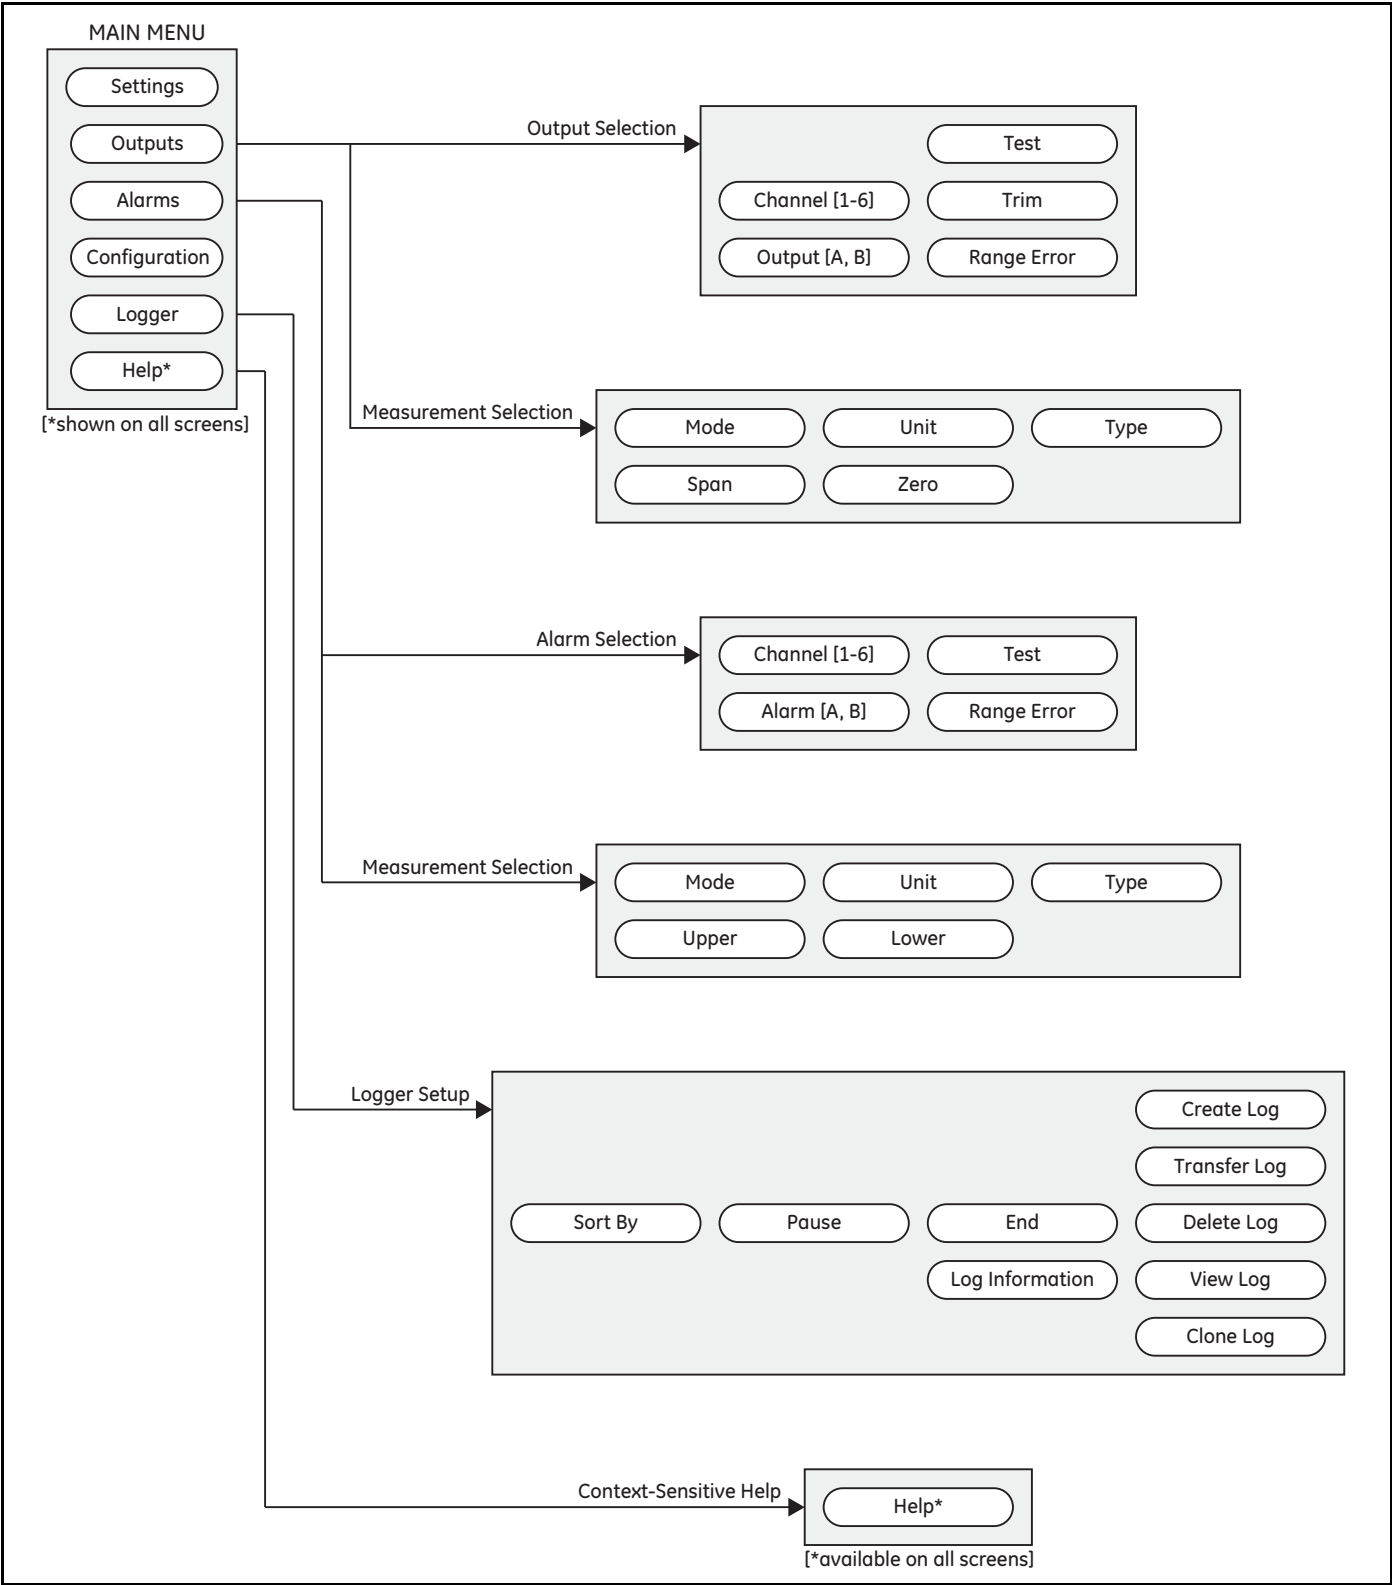 MAIN MENU
Settings
Outputs
Alarms
Configuration
Logger
Help*
[*shown on all screens]
Output Selection
Test
Channel [1-6]
Trim
Output [A, B]
Range Error
Measurement Selection
Mode
Unit
Type
Span
Zero
Alarm Selection
Channel [1-6]
Test
Alarm [A, B]
Range Error
Measurement Selection
Mode
Unit
Type
Upper
Lower
Logger Setup
Create Log
Transfer Log
Sort By
Pause
End
Delete Log
Log Information
View Log
Clone Log
Context-Sensitive Help
Help*
[*available on all screens]